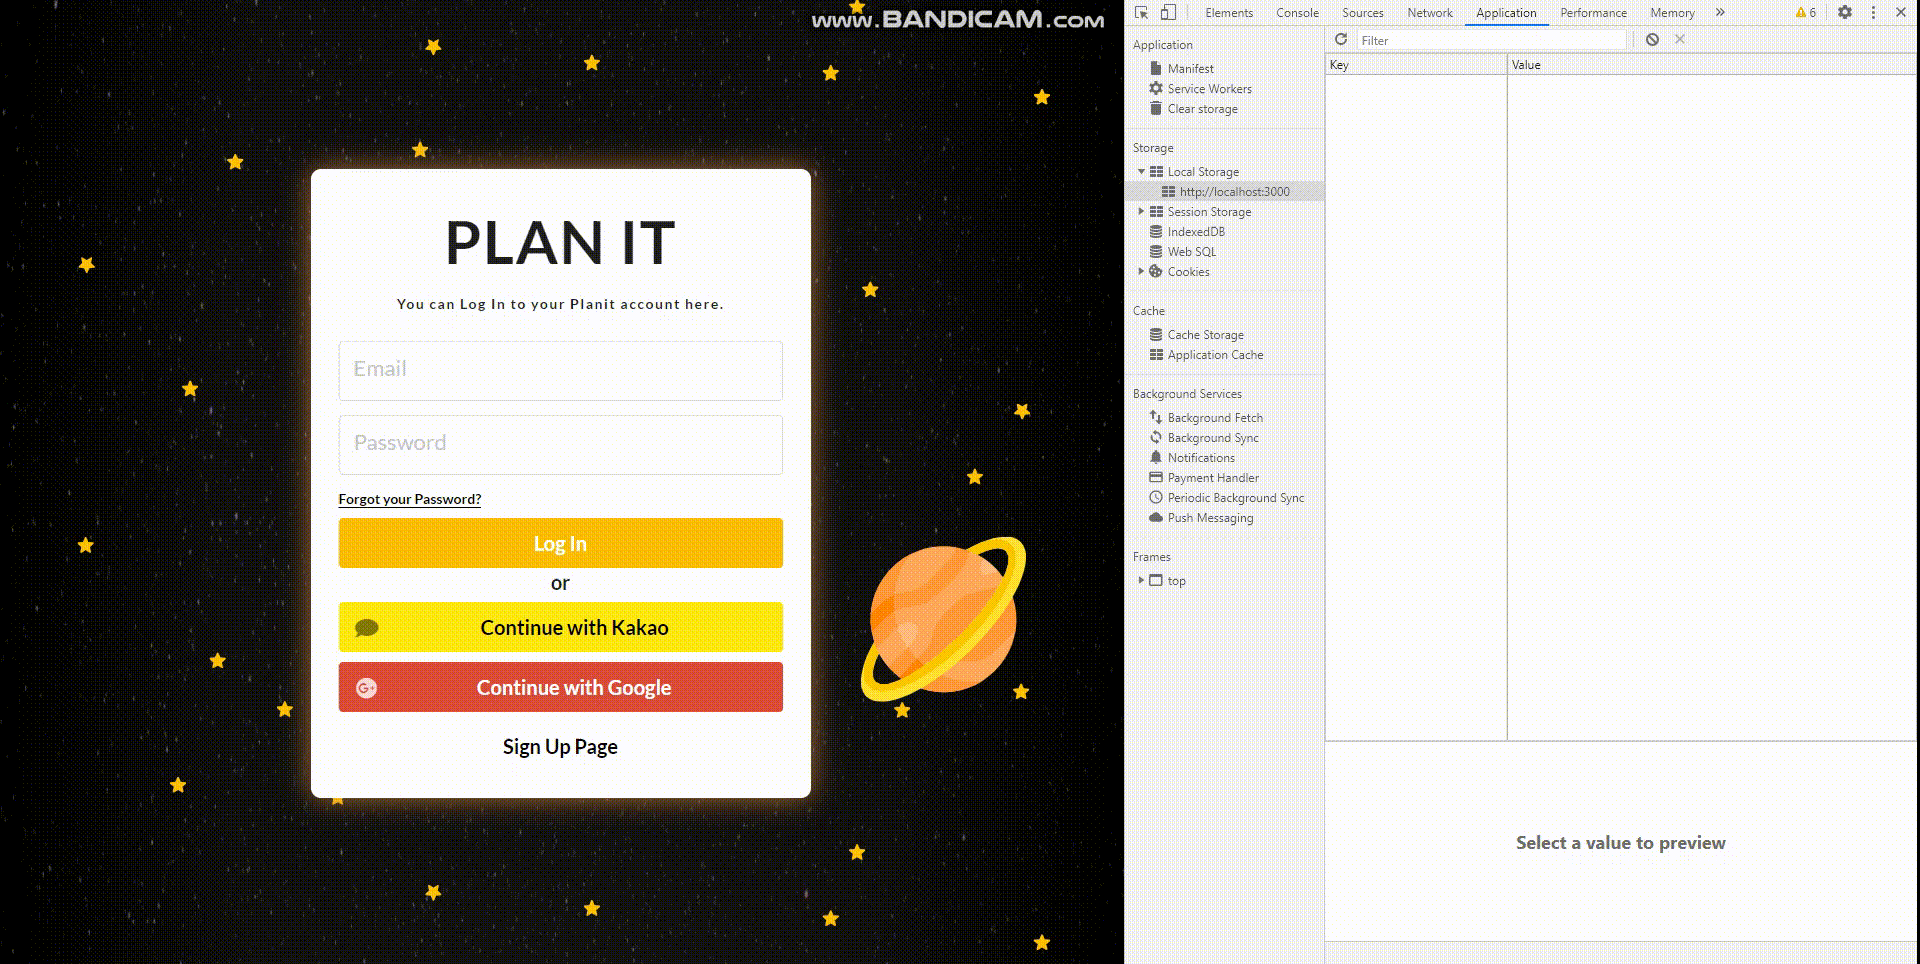 www.BANDICAM.com
PLAN IT
You can Log In to your Planit account here.
Email
Password
Forgot your Password?
Log In
or
Continue with Kakao
G+
Continue with Google
Sign Up Page
Elements Console Sources Network Application Performance Memory » 6
Filter
Application
Manifest
Service Workers
Clear storage
Storage
Local Storage
http://localhost:3000
Session Storage
IndexedDB
Web SQL
Cookies
Cache
Cache Storage
Application Cache
Background Services
Background Fetch
Background Sync
Notifications
Payment Handler
Periodic Background Sync
Push Messaging
Frames
top
Key Value
Select a value to preview